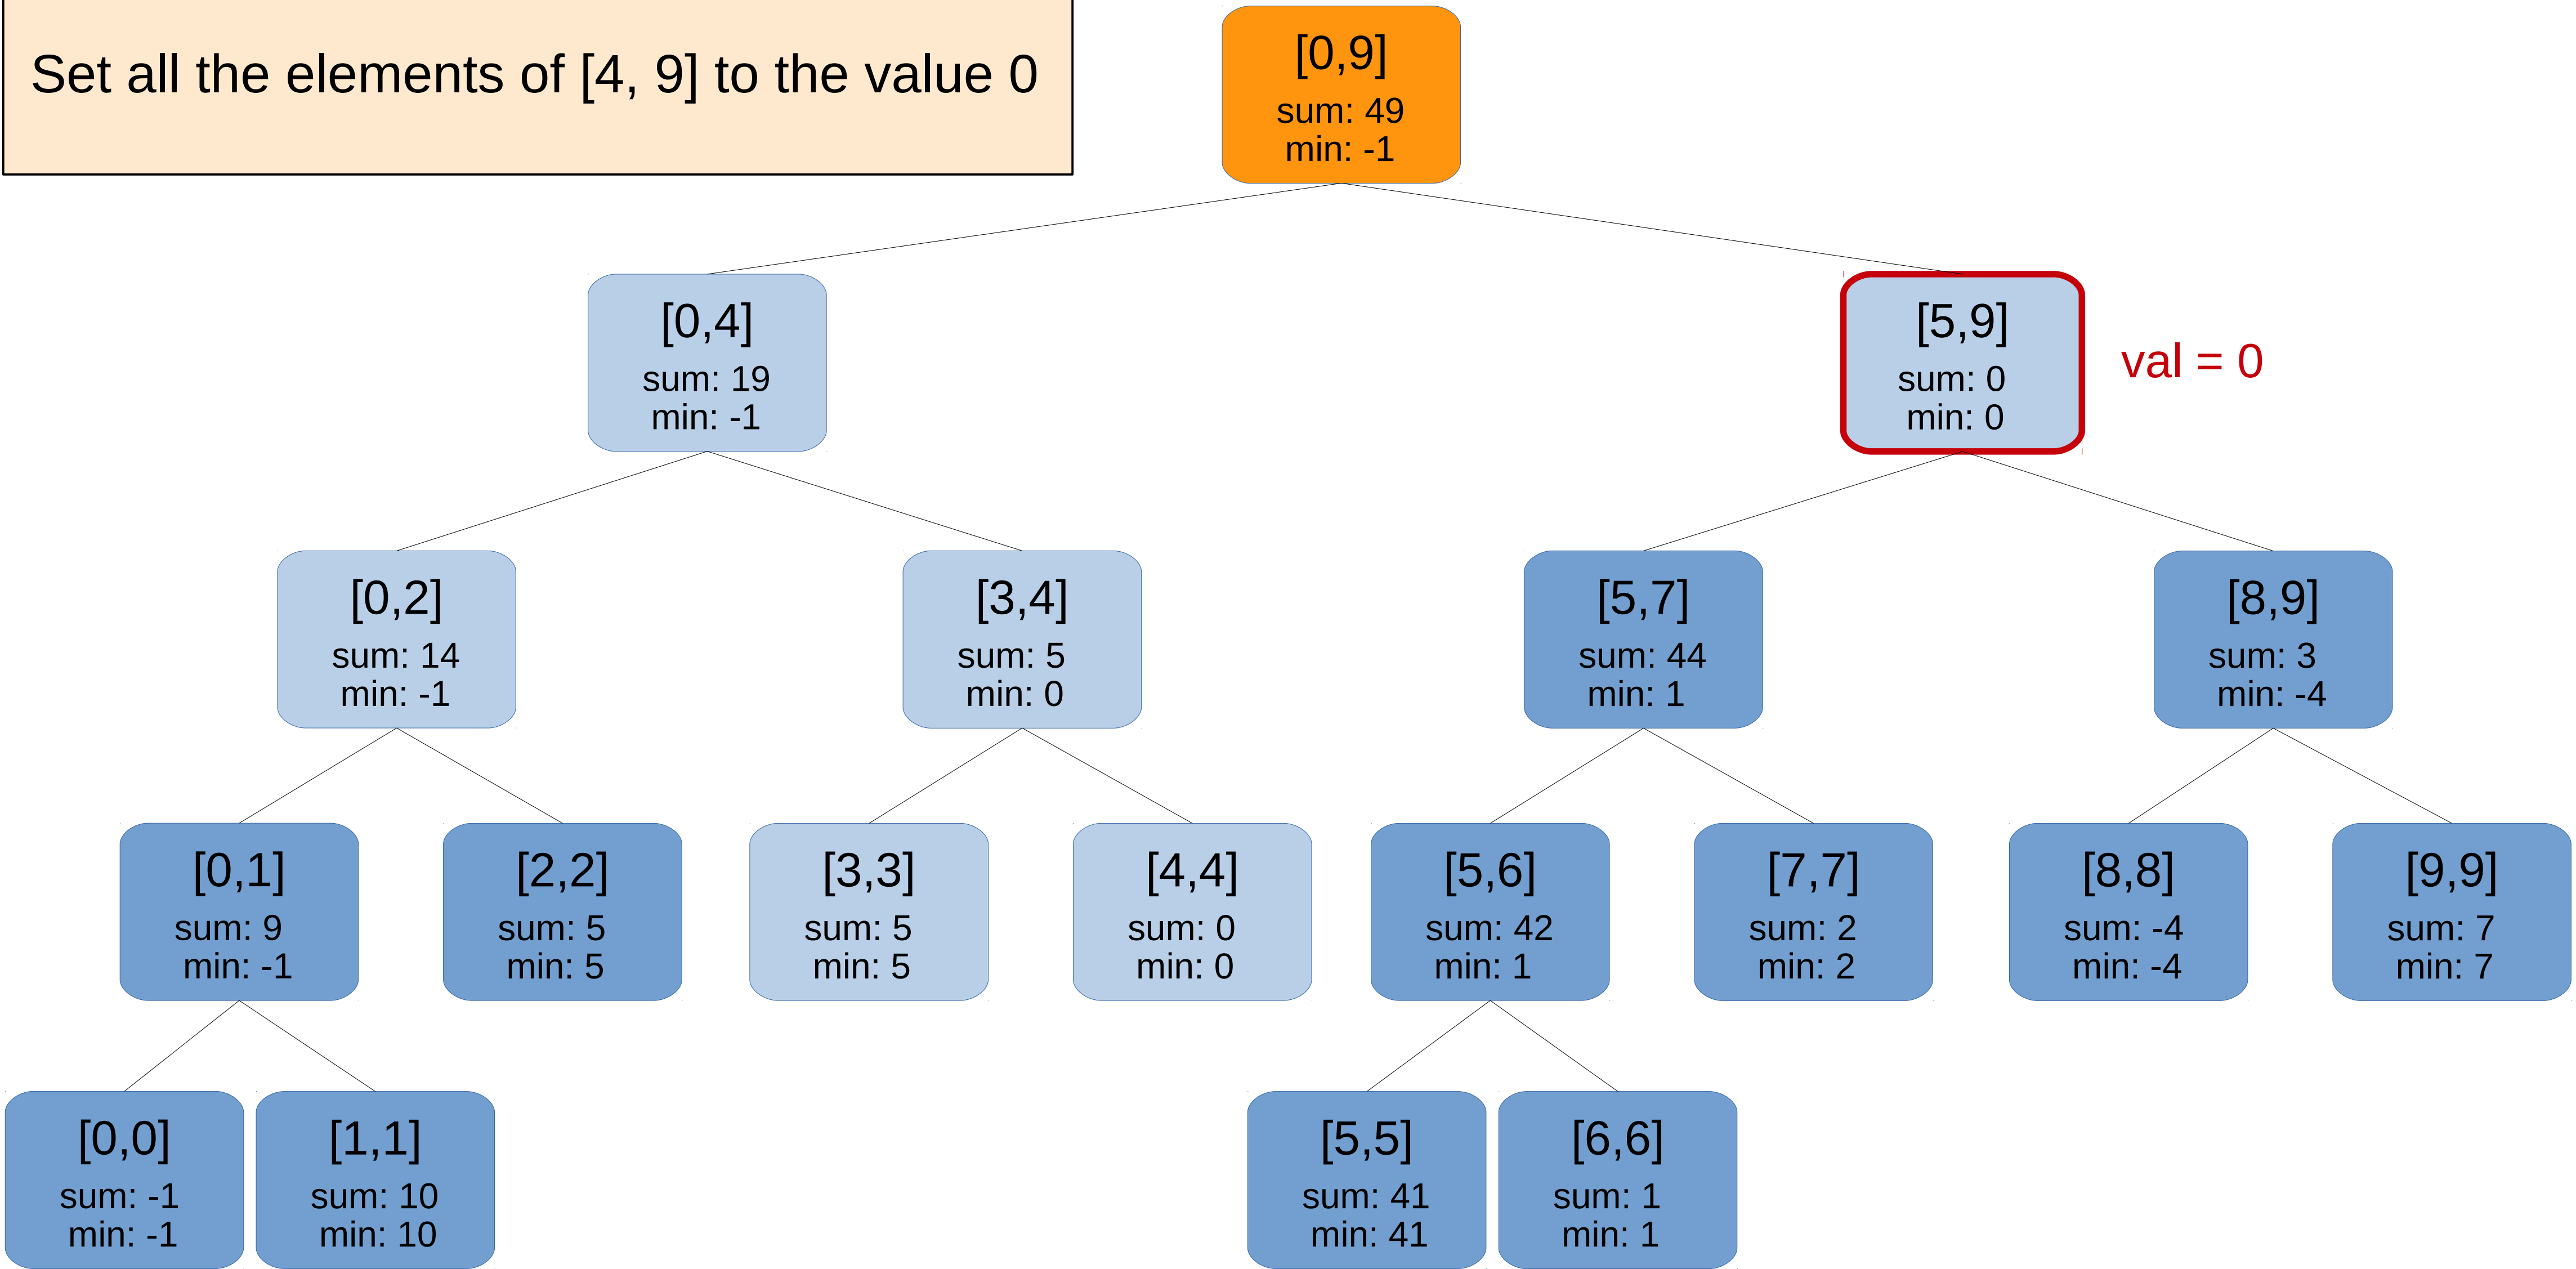 Set all the elements of [4, 9] to the value 0
[0,9]
sum: 49
min: -1
[0,4]
sum: 19
min: -1
[5,9]
sum: 0
min: 0
val = 0
[0,2]
sum: 14
min: -1
[3,4]
sum: 5
min: 0
[5,7]
sum: 44
min: 1
[8,9]
sum: 3
min: -4
[0,1]
sum: 9
min: -1
[2,2]
sum: 5
min: 5
[3,3]
sum: 5
min: 5
[4,4]
sum: 0
min: 0
[5,6]
sum: 42
min: 1
[7,7]
sum: 2
min: 2
[8,8]
sum: -4
min: -4
[9,9]
sum: 7
min: 7
[0,0]
sum: -1
min: -1
[1,1]
sum: 10
min: 10
[5,5]
sum: 41
min: 41
[6,6]
sum: 1
min: 1